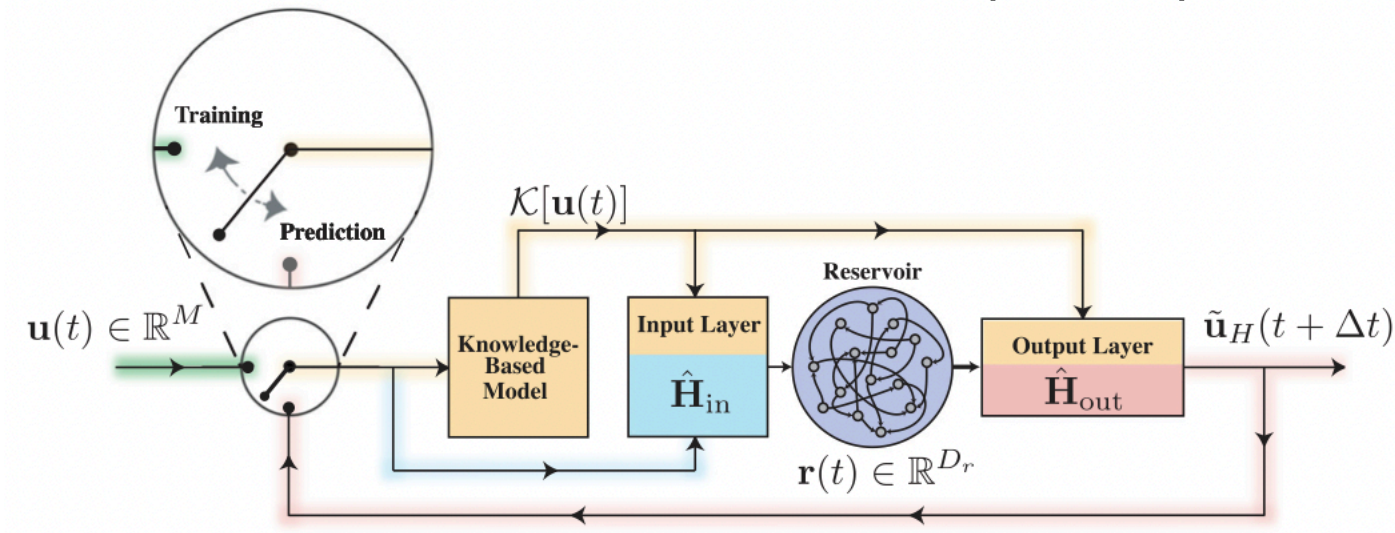 Training
Prediction
𝒦[𝐮(t)]
Reservoir
𝐮(t) ∈ ℝ^M
Knowledge-
Based
Model
Input Layer
Ĥ_in
Output Layer
Ĥ_out
ũ_H(t + Δt)
𝐫(t) ∈ ℝ^{D_r}